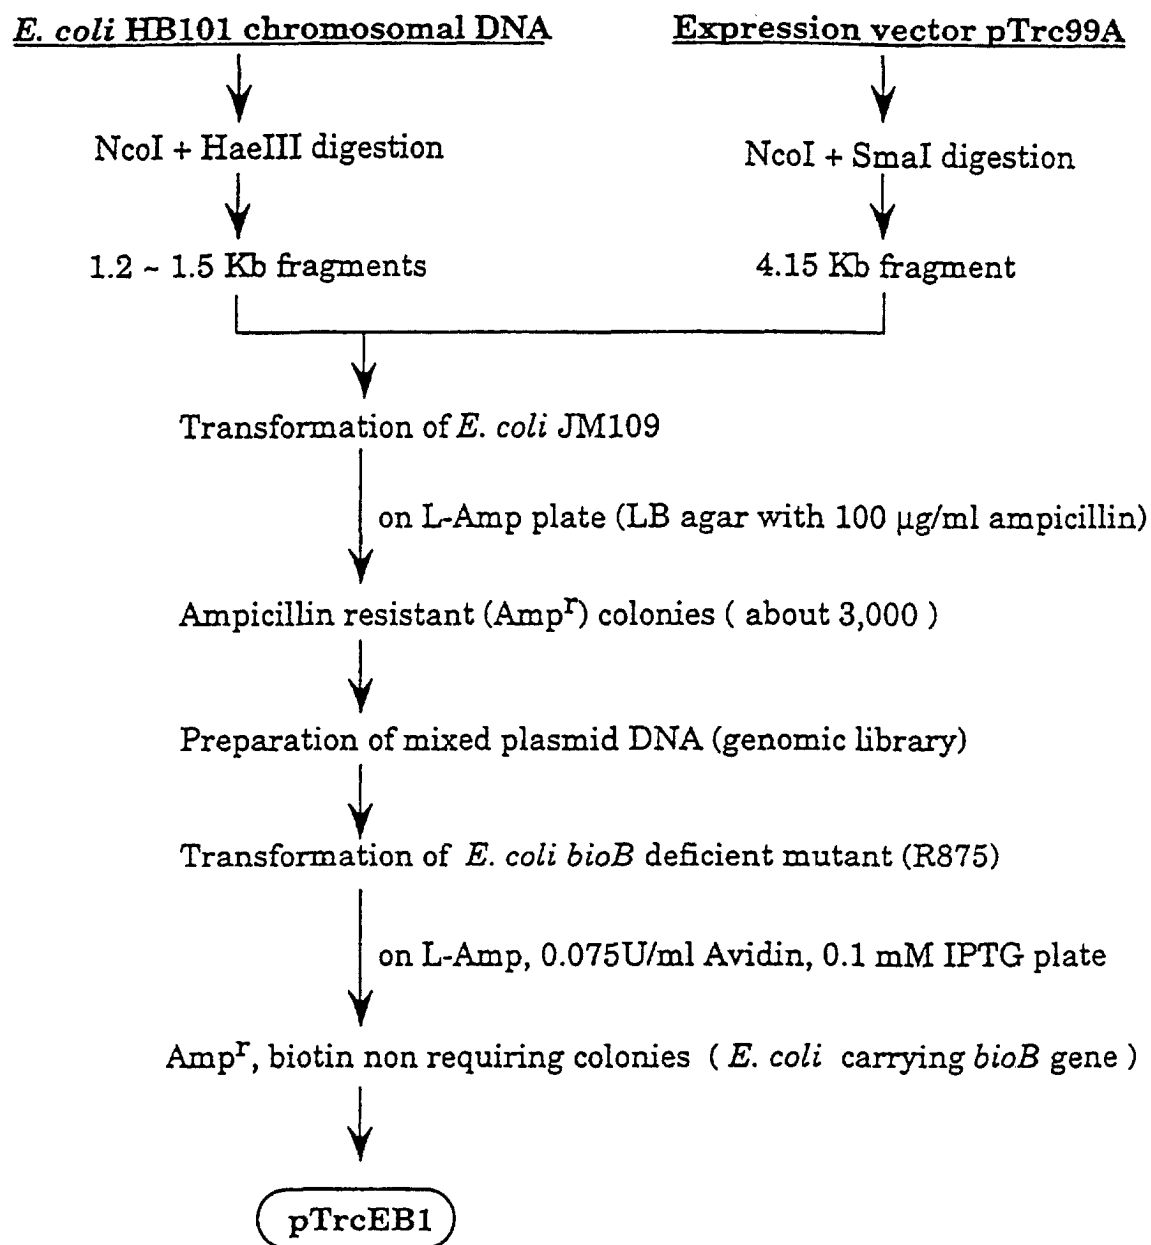 E. coli HB101 chromosomal DNA
Expression vector pTrc99A
NcoI + HaeIII digestion
NcoI + SmaI digestion
1.2 ~ 1.5 Kb fragments
4.15 Kb fragment
Transformation of E. coli JM109
on L-Amp plate (LB agar with 100 µg/ml ampicillin)
Ampicillin resistant (Ampʳ) colonies ( about 3,000 )
Preparation of mixed plasmid DNA (genomic library)
Transformation of E. coli bioB deficient mutant (R875)
on L-Amp, 0.075U/ml Avidin, 0.1 mM IPTG plate
Ampʳ, biotin non requiring colonies ( E. coli carrying bioB gene )
pTrcEB1